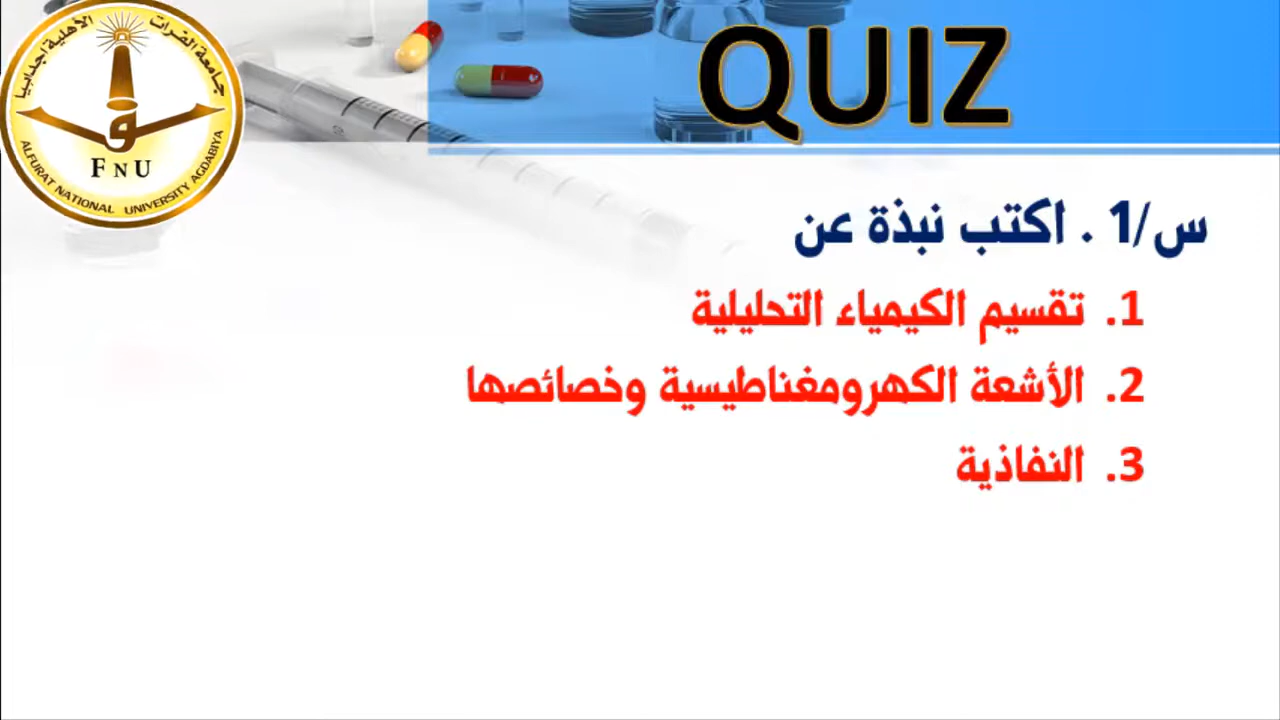 جامعة الفرات الأهلية اجدابيا
FNU
ALFURAT NATIONAL UNIVERSITY AGDABIYA
QUIZ
س/1 . اكتب نبذة عن
1. تقسيم الكيمياء التحليلية
2. الأشعة الكهرومغناطيسية وخصائصها
3. النفاذية